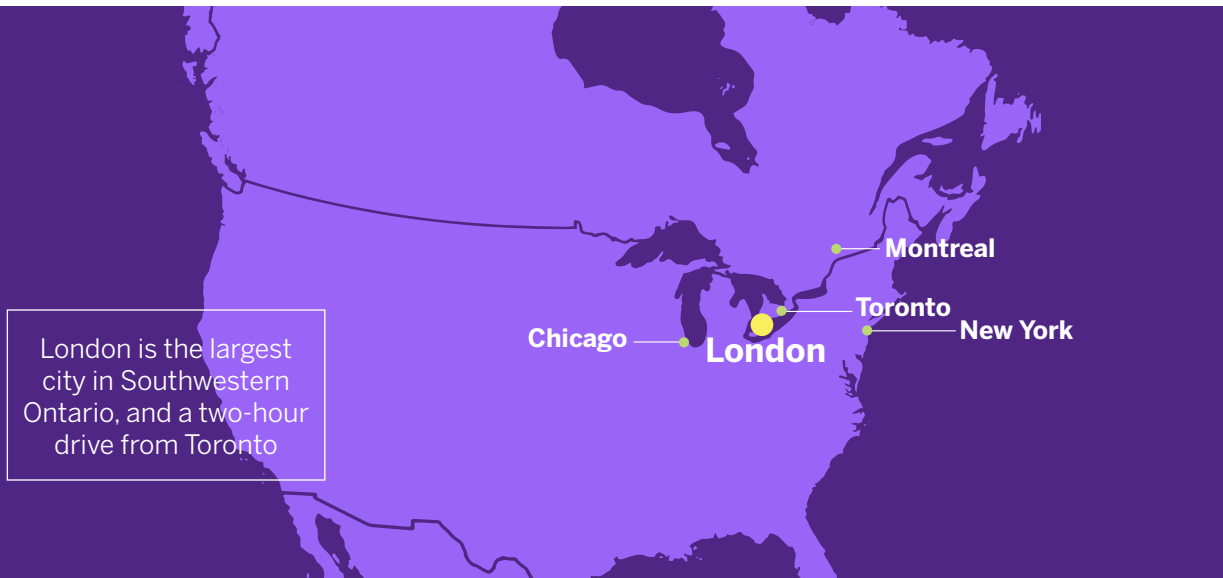 Montreal
Toronto
New York
Chicago
London
London is the largest
city in Southwestern
Ontario, and a two-hour
drive from Toronto